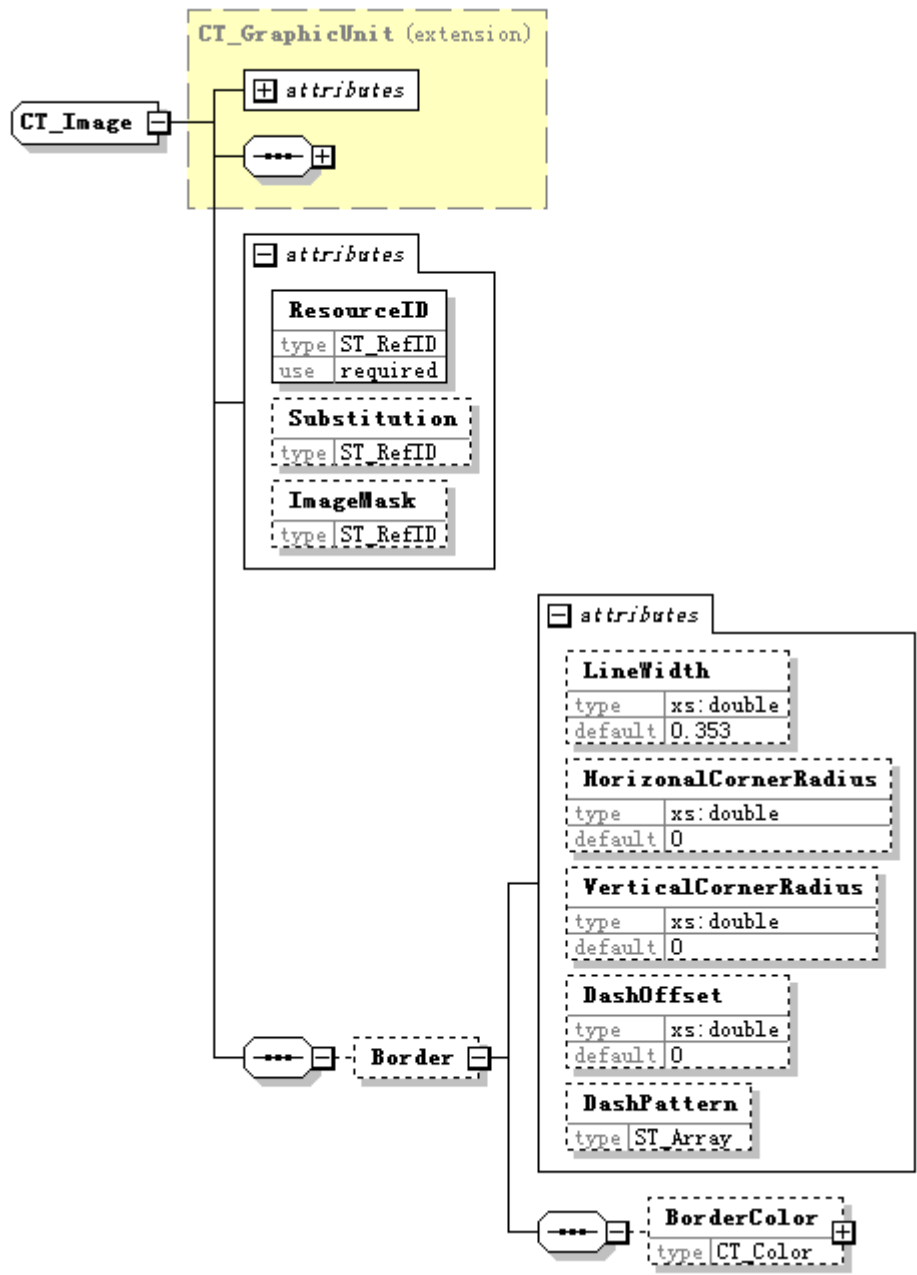 CT_GraphicUnit (extension)
attributes
CT_Image
attributes
ResourceID
type ST_RefID
use required
Substitution
type ST_RefID
ImageMask
type ST_RefID
attributes
LineWidth
type xs:double
default 0.353
HorizonalCornerRadius
type xs:double
default 0
VerticalCornerRadius
type xs:double
default 0
DashOffset
type xs:double
default 0
Border
DashPattern
type ST_Array
BorderColor
type CT_Color